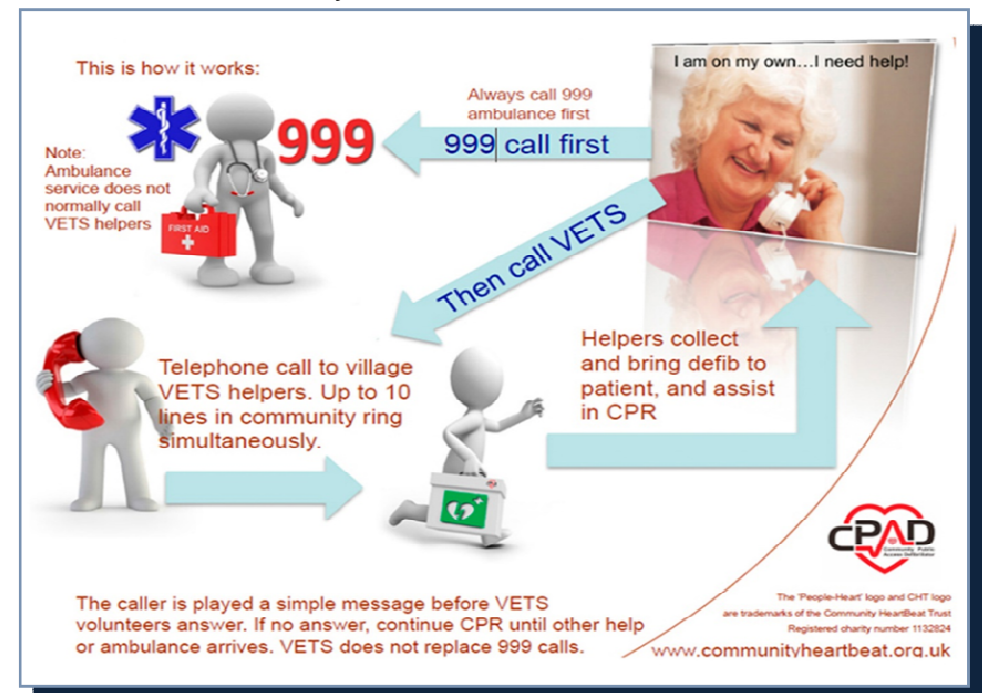 This is how it works:
I am on my own...I need help!
Always call 999
ambulance first
999 call first
999
Note:
Ambulance
service does not
normally call
VETS helpers
FIRST AID
Then call VETS
Telephone call to village
VETS helpers. Up to 10
lines in community ring
simultaneously.
Helpers collect
and bring defib to
patient, and assist
in CPR
CPAD
Community Public
Access Defibrillator
The caller is played a simple message before VETS
volunteers answer. If no answer, continue CPR until other help
or ambulance arrives. VETS does not replace 999 calls.
The 'People-Heart' logo and CHT logo
are trademarks of the Community HeartBeat Trust
Registered charity number 1132824
www.communityheartbeat.org.uk